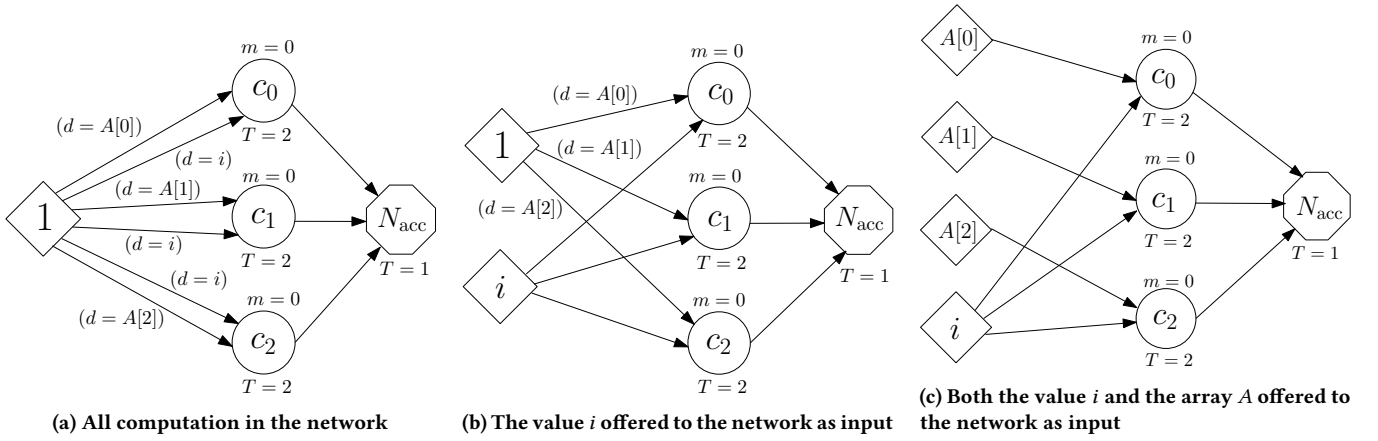 m = 0
c₀
T = 2
(d = A[0])
(d = i)
(d = A[1])
m = 0
1
c₁
N_acc
(d = i)
T = 2
T = 1
(d = i)
m = 0
(d = A[2])
c₂
T = 2
(a) All computation in the network
m = 0
(d = A[0])
c₀
1
T = 2
(d = A[1])
m = 0
(d = A[2])
c₁
N_acc
T = 2
T = 1
i
m = 0
c₂
T = 2
(b) The value i offered to the network as input
A[0]
m = 0
c₀
T = 2
A[1]
m = 0
c₁
N_acc
A[2]
T = 2
T = 1
m = 0
i
c₂
T = 2
(c) Both the value i and the array A offered to
the network as input